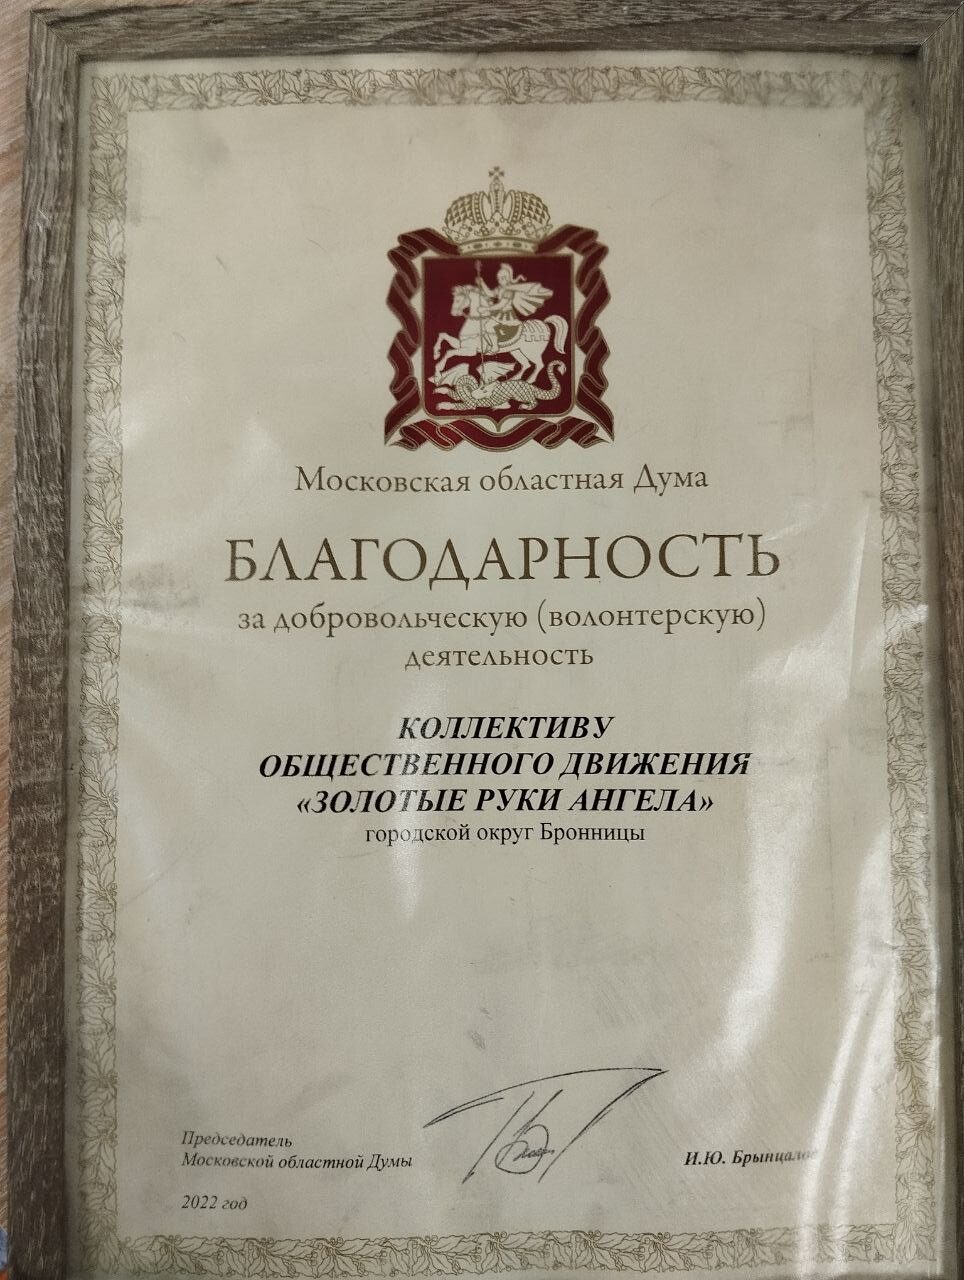 Московская областная Дума
БЛАГОДАРНОСТЬ
за добровольческую (волонтерскую)
деятельность
КОЛЛЕКТИВУ
ОБЩЕСТВЕННОГО ДВИЖЕНИЯ
«ЗОЛОТЫЕ РУКИ АНГЕЛА»
городской округ Бронницы
Председатель
Московской областной Думы
И.Ю. Брынцалов
2022 год